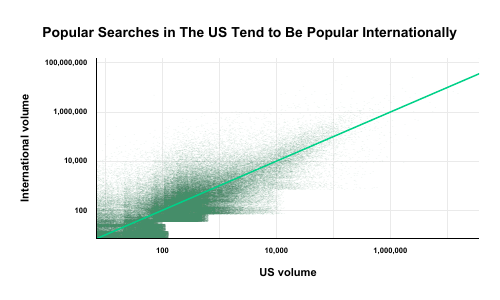 Popular Searches in The US Tend to Be Popular Internationally
International volume
100,000,000
1,000,000
10,000
100
100
10,000
1,000,000
US volume